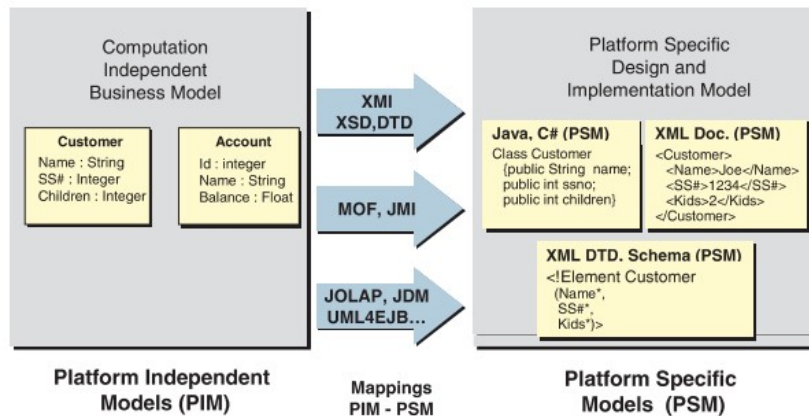 Computation
Independent
Business Model
Customer
Name : String
SS# : Integer
Children : Integer
Account
Id : integer
Name : String
Balance : Float
Platform Independent
Models (PIM)
XMI
XSD,DTD
MOF, JMI
JOLAP, JDM
UML4EJB...
Mappings
PIM - PSM
Platform Specific
Design and
Implementation Model
Java, C# (PSM)
Class Customer
{public String name;
public int ssno;
public int children}
XML Doc. (PSM)
<Customer>
<Name>Joe</Name>
<SS#>1234</SS#>
<Kids>2</Kids>
</Customer>
XML DTD. Schema (PSM)
<!Element Customer
(Name*,
SS#*,
Kids*)>
Platform Specific
Models (PSM)